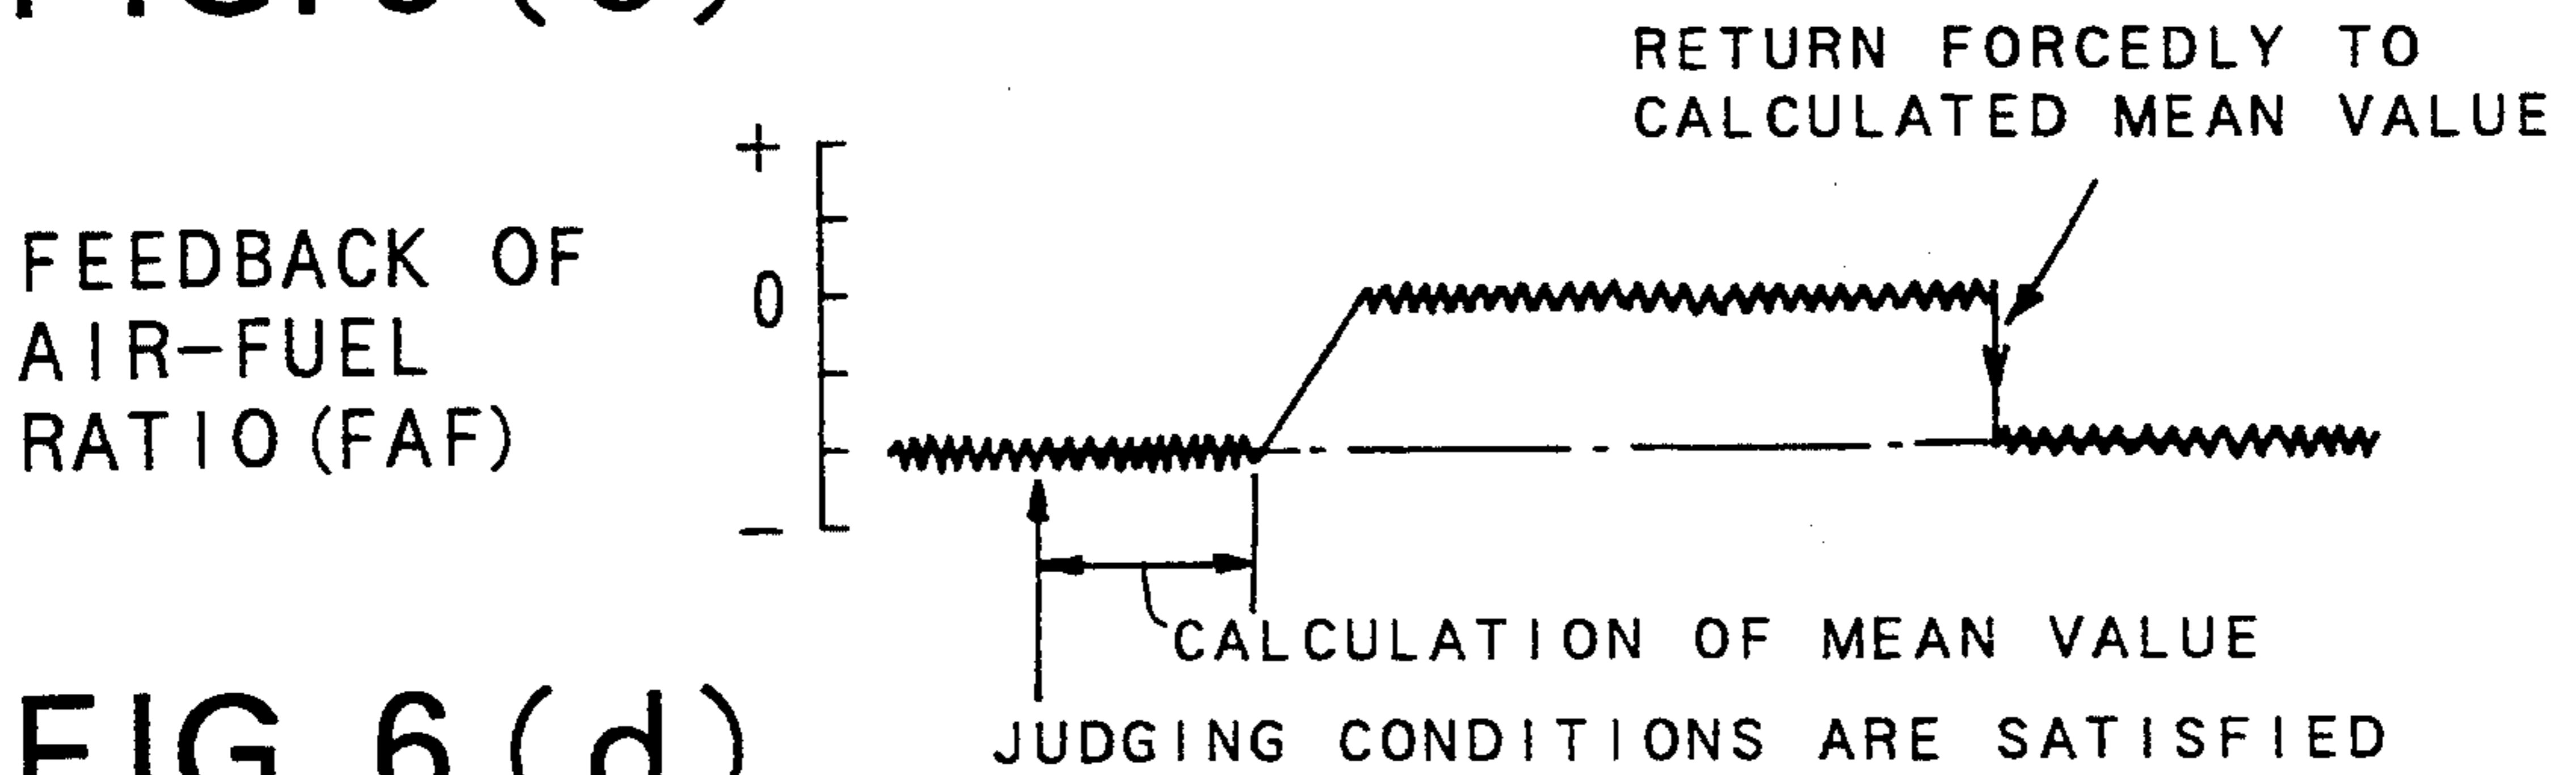 RETURN FORCEDLY TO
CALCULATED MEAN VALUE
+
FEEDBACK OF
AIR-FUEL
RATIO(FAF)
0
-
CALCULATION OF MEAN VALUE
JUDGING CONDITIONS ARE SATISFIED
FIG 6(d)